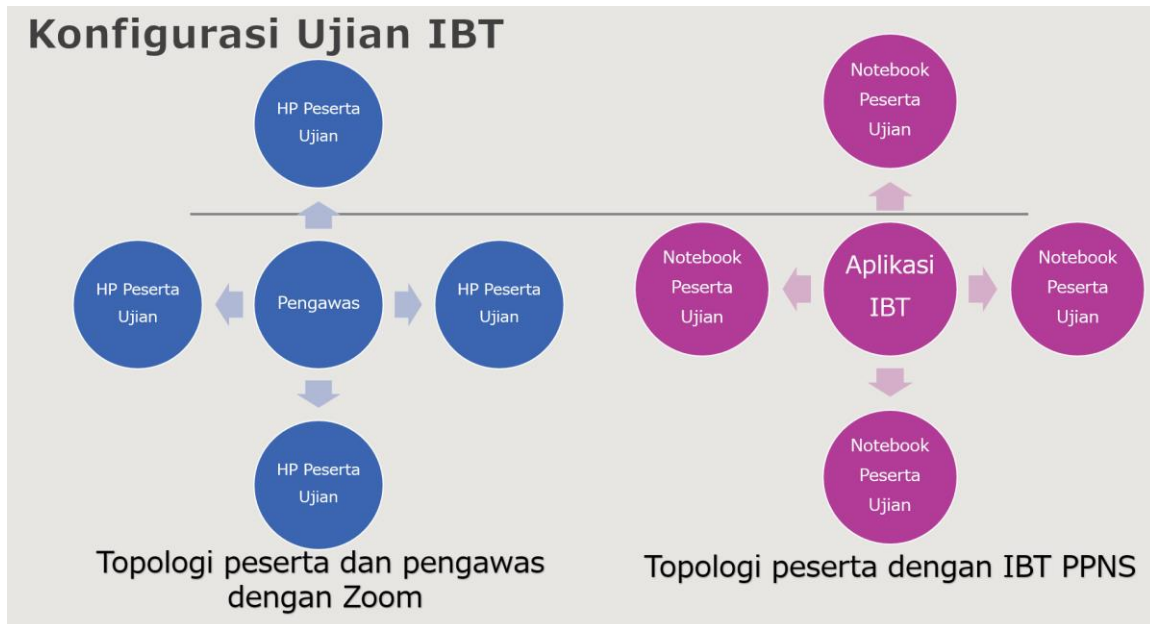 Konfigurasi Ujian IBT
HP Peserta
Ujian
HP Peserta
Ujian
Pengawas
HP Peserta
Ujian
HP Peserta
Ujian
Topologi peserta dan pengawas
dengan Zoom
Notebook
Peserta
Ujian
Notebook
Peserta
Ujian
Aplikasi
IBT
Notebook
Peserta
Ujian
Notebook
Peserta
Ujian
Topologi peserta dengan IBT PPNS